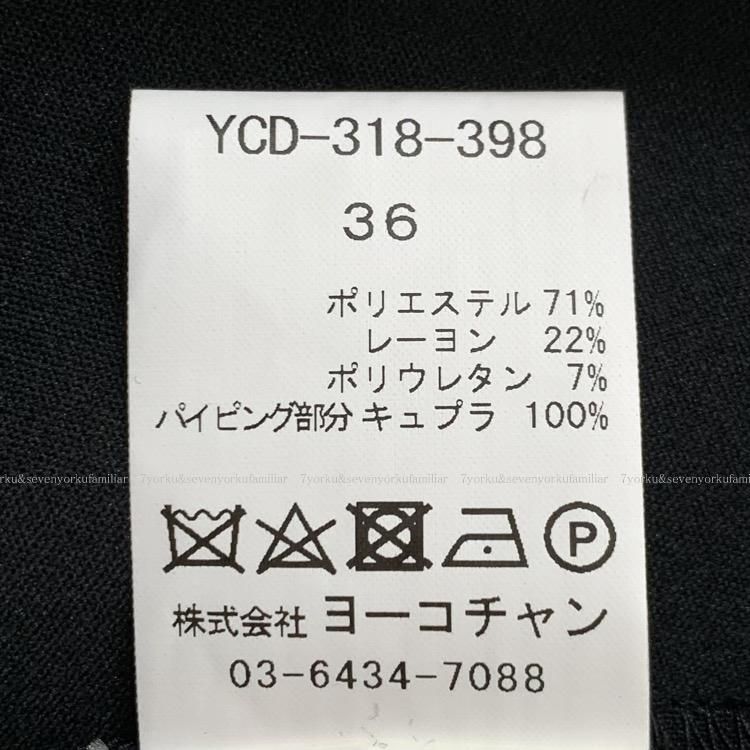 YCD-318-398
36
ポリエステル 71%
レーヨン 22%
ポリウレタン 7%
パイピング部分 キュプラ 100%
yorku&sevenyorkufamiliar 7yorku&sevenyorkufamiliar 7yorku&sevenyorkufamiliar 7yorku&sevenyorkufamiliar
P
株式会社 ヨーコチャン
03-6434-7088